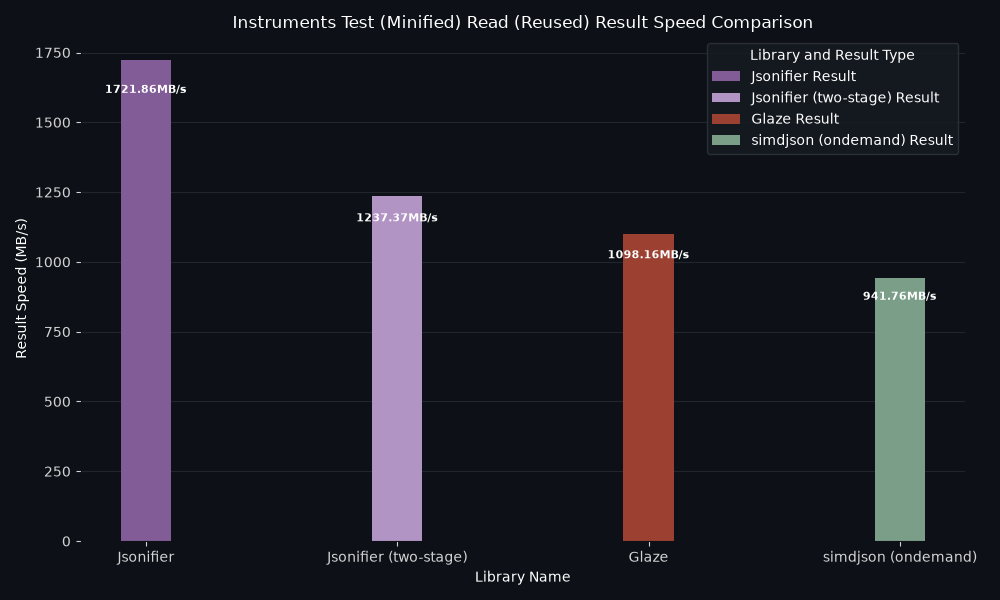 Instruments Test (Minified) Read (Reused) Result Speed Comparison
Library and Result Type
Jsonifier Result
Jsonifier (two-stage) Result
Glaze Result
simdjson (ondemand) Result
Result Speed (MB/s)
1750
1500
1250
1000
750
500
250
0
1721.86MB/s
1237.37MB/s
1098.16MB/s
941.76MB/s
Jsonifier
Jsonifier (two-stage)
Glaze
simdjson (ondemand)
Library Name